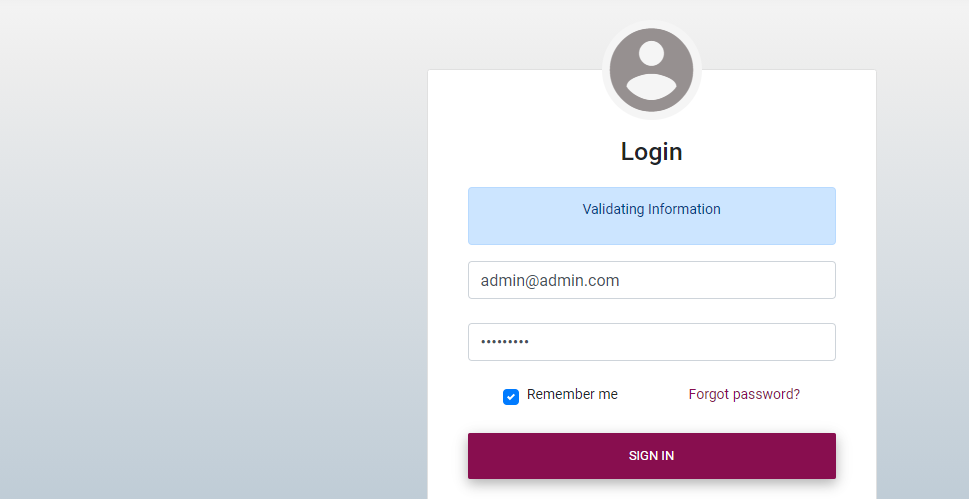 Login
Validating Information
admin@admin.com
•••••••••
Remember me
Forgot password?
SIGN IN